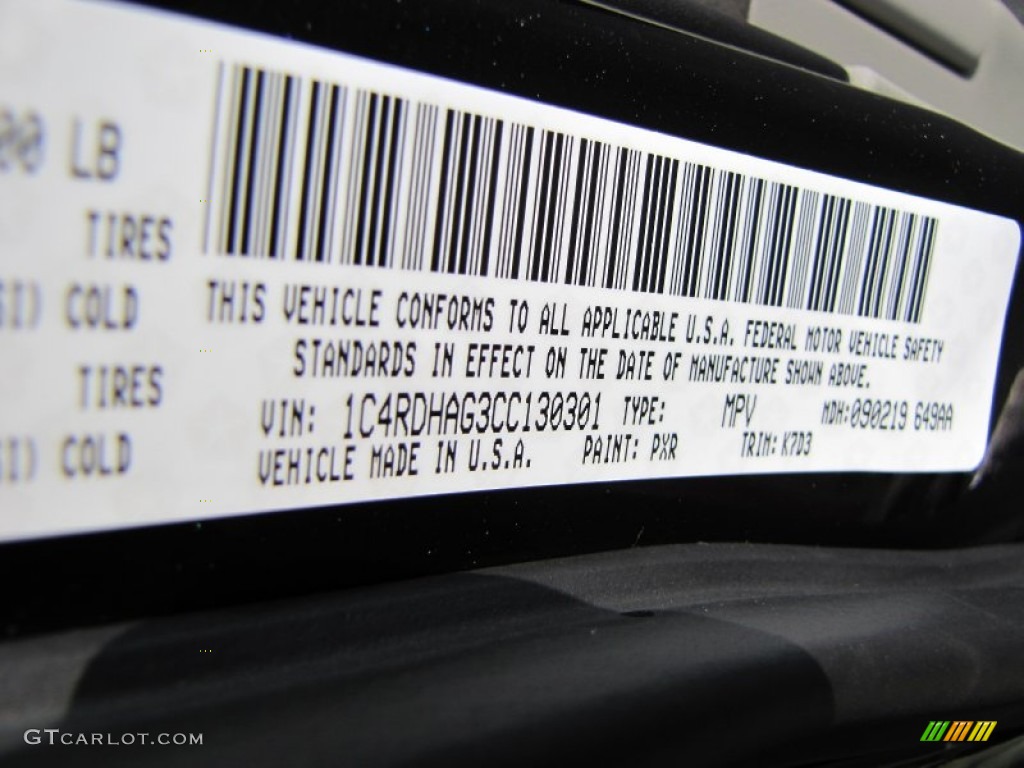 LB
TIRES
COLD
TIRES
COLD
THIS VEHICLE CONFORMS TO ALL APPLICABLE U.S.A. FEDERAL MOTOR VEHICLE SAFETY
STANDARDS IN EFFECT ON THE DATE OF MANUFACTURE SHOWN ABOVE.
VIN: 1C4RDHAG3CC130301 TYPE: MPV MDH:090219 649AA
VEHICLE MADE IN U.S.A. PAINT: PXR TRIM: K7D3
GTCARLOT.COM